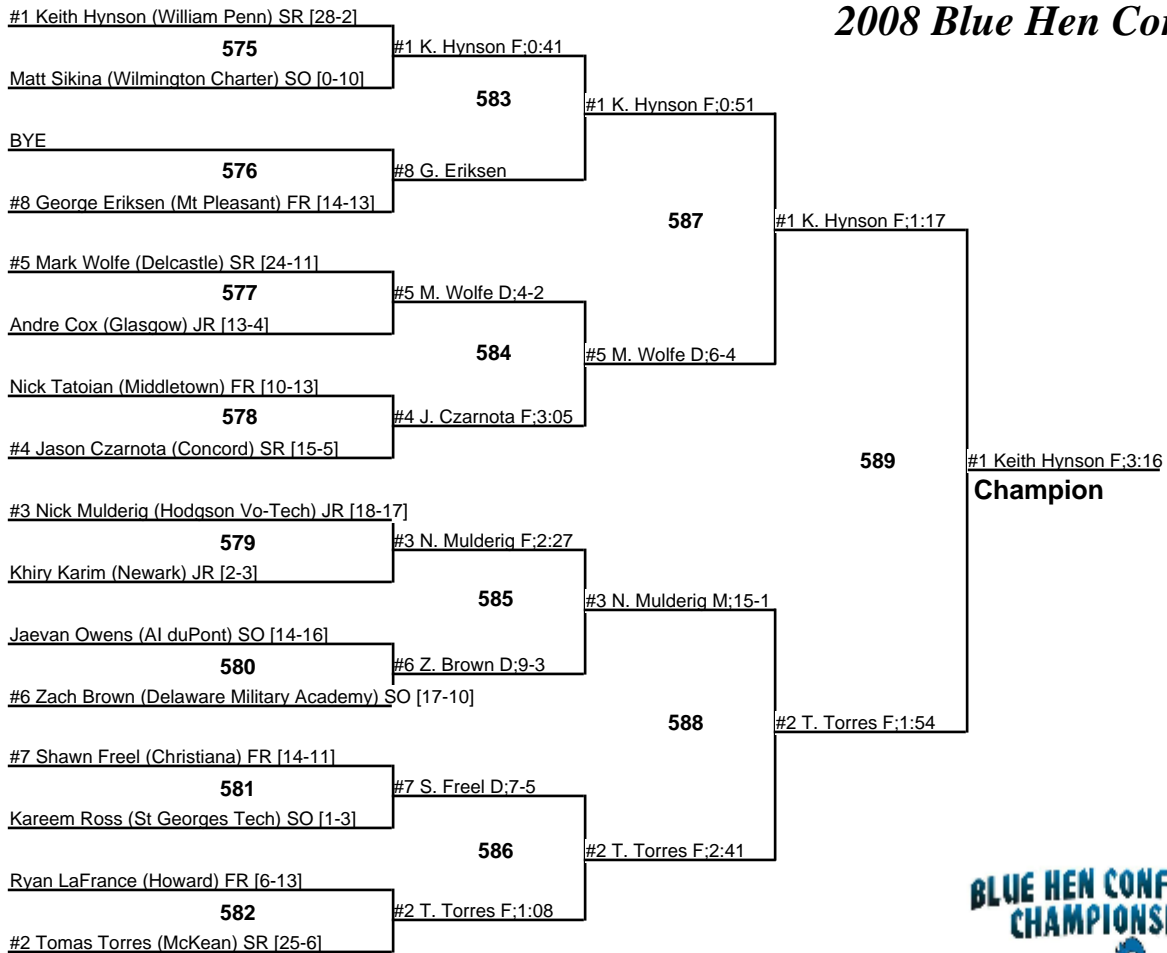 2008 Blue Hen Con
#1 Keith Hynson (William Penn) SR [28-2]
575
Matt Sikina (Wilmington Charter) SO [0-10]
BYE
576
#8 George Eriksen (Mt Pleasant) FR [14-13]
#5 Mark Wolfe (Delcastle) SR [24-11]
577
Andre Cox (Glasgow) JR [13-4]
Nick Tatoian (Middletown) FR [10-13]
578
#4 Jason Czarnota (Concord) SR [15-5]
#3 Nick Mulderig (Hodgson Vo-Tech) JR [18-17]
579
Khiry Karim (Newark) JR [2-3]
Jaevan Owens (AI duPont) SO [14-16]
580
#6 Zach Brown (Delaware Military Academy) SO [17-10]
#7 Shawn Freel (Christiana) FR [14-11]
581
Kareem Ross (St Georges Tech) SO [1-3]
Ryan LaFrance (Howard) FR [6-13]
582
#2 Tomas Torres (McKean) SR [25-6]
#1 K. Hynson F;0:41
583
#8 G. Eriksen
#5 M. Wolfe D;4-2
584
#4 J. Czarnota F;3:05
#3 N. Mulderig F;2:27
585
#6 Z. Brown D;9-3
#7 S. Freel D;7-5
586
#2 T. Torres F;1:08
#1 K. Hynson F;0:51
587
#5 M. Wolfe D;6-4
#3 N. Mulderig M;15-1
588
#2 T. Torres F;2:41
#1 K. Hynson F;1:17
589
#2 T. Torres F;1:54
#1 Keith Hynson F;3:16
Champion
BLUE HEN CONF
CHAMPIONS